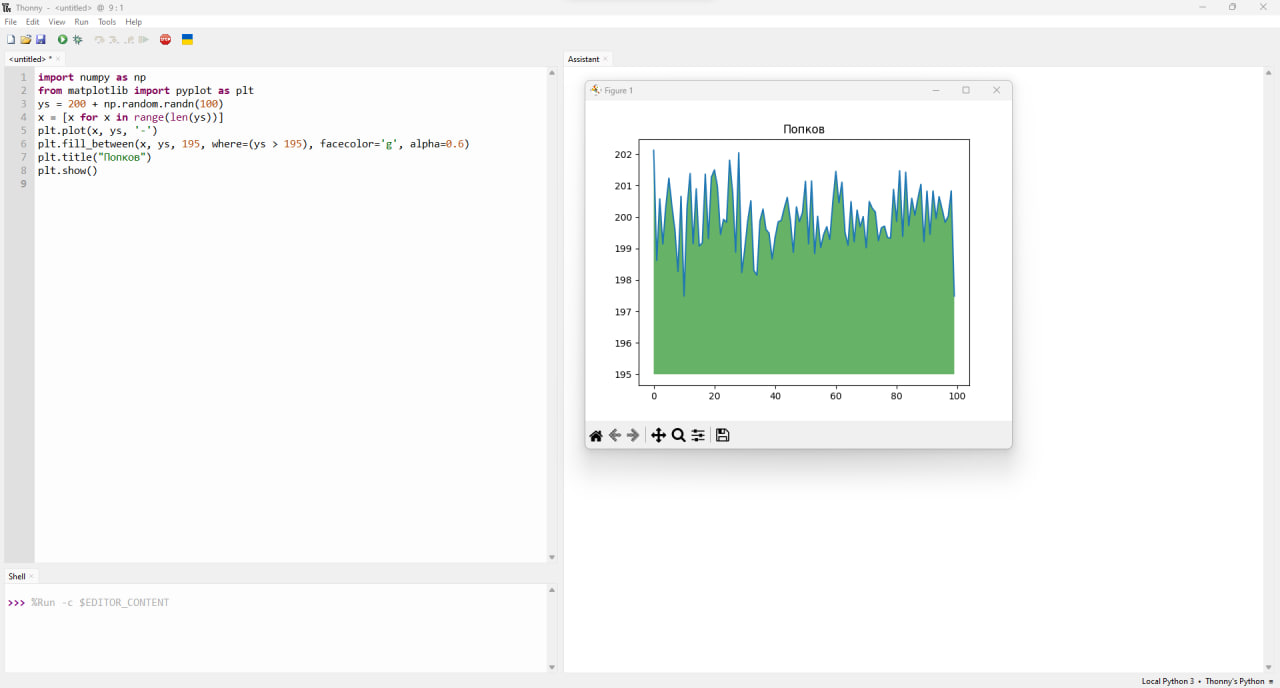 Thonny - <untitled> @ 9 : 1
File Edit View Run Tools Help
STOP
<untitled> * ×
1 import numpy as np
2 from matplotlib import pyplot as plt
3 ys = 200 + np.random.randn(100)
4 x = [x for x in range(len(ys))]
5 plt.plot(x, ys, '-')
6 plt.fill_between(x, ys, 195, where=(ys > 195), facecolor='g', alpha=0.6)
7 plt.title("Попков")
8 plt.show()
9
Shell ×
>>> %Run -c $EDITOR_CONTENT
Assistant ×
Figure 1
Попков
202
201
200
199
198
197
196
195
0 20 40 60 80 100
Local Python 3 • Thonny's Python ≡